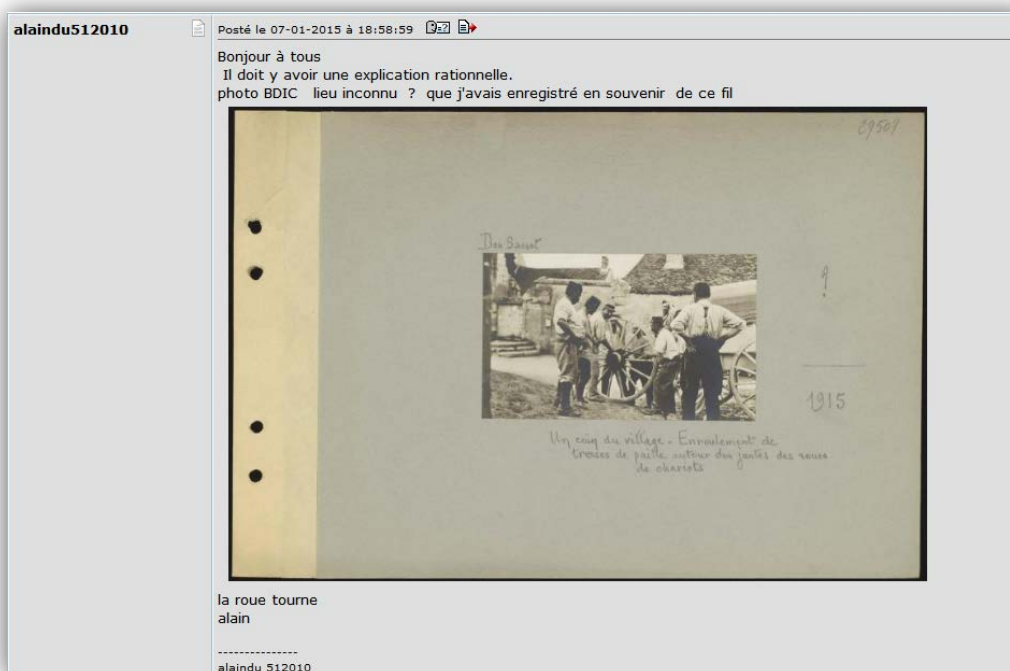 alaindu512010
Posté le 07-01-2015 à 18:58:59
Bonjour à tous
Il doit y avoir une explication rationnelle.
photo BDIC lieu inconnu ? que j'avais enregistré en souvenir de ce fil
29509
Don
?
1915
Un coin du village - Enroulement de
tresses de paille autour des jantes des roues
de chariots
la roue tourne
alain
---------------
alaindu 512010